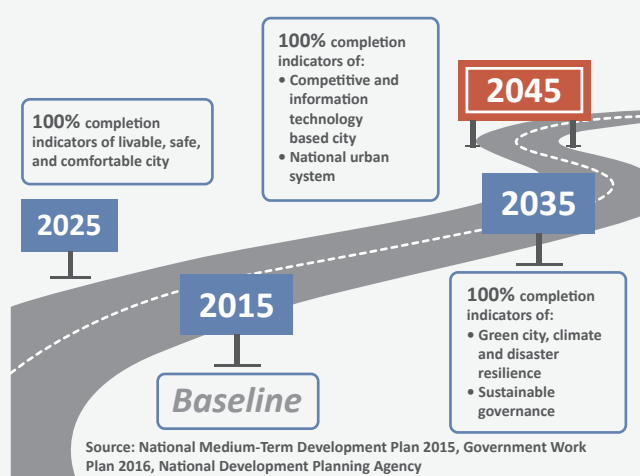 100% completion
indicators of:
• Competitive and
information
technology
based city
• National urban
system
2045
100% completion
indicators of livable, safe,
and comfortable city
2025
2035
2015
Baseline
100% completion
indicators of:
• Green city, climate
and disaster
resilience
• Sustainable
governance
Source: National Medium-Term Development Plan 2015, Government Work
Plan 2016, National Development Planning Agency